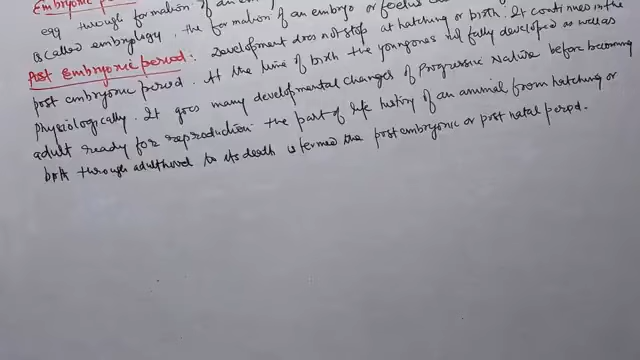 Embryonic p
egg through formation of an em
is called embryology. the formation of an embryo or foetus
Post Embryonic period: Development does not stop at hatching or birth. It continues in the
post embryonic period. At the time of birth the youngones fully developed as well as
physiologically. It goes many developmental changes of Progressive Nature before becoming
adult ready for reproduction. the part of life history of an animal from hatching or
birth through adulthood to its death is termed the post embryonic or post natal period.